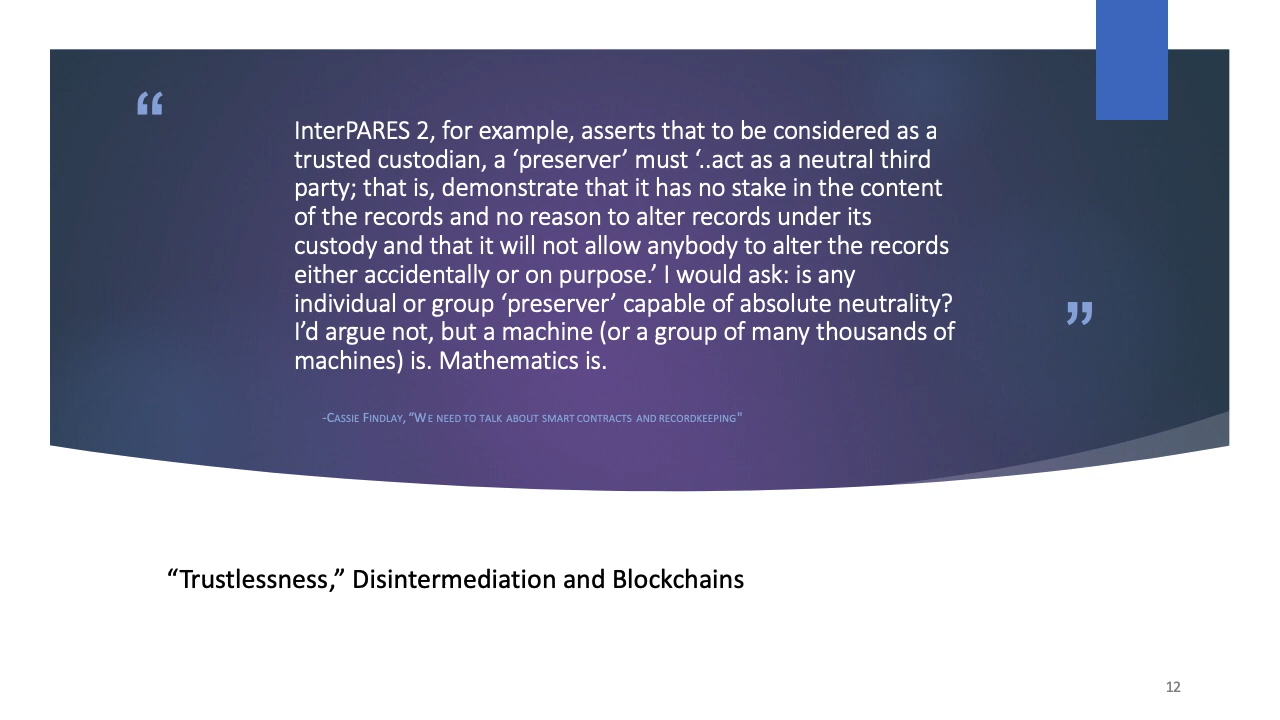 “
InterPARES 2, for example, asserts that to be considered as a
trusted custodian, a ‘preserver’ must ‘..act as a neutral third
party; that is, demonstrate that it has no stake in the content
of the records and no reason to alter records under its
custody and that it will not allow anybody to alter the records
either accidentally or on purpose.’ I would ask: is any
individual or group ‘preserver’ capable of absolute neutrality?
I’d argue not, but a machine (or a group of many thousands of
machines) is. Mathematics is.
”
-Cassie Findlay, “We need to talk about smart contracts and recordkeeping"
“Trustlessness,” Disintermediation and Blockchains
12